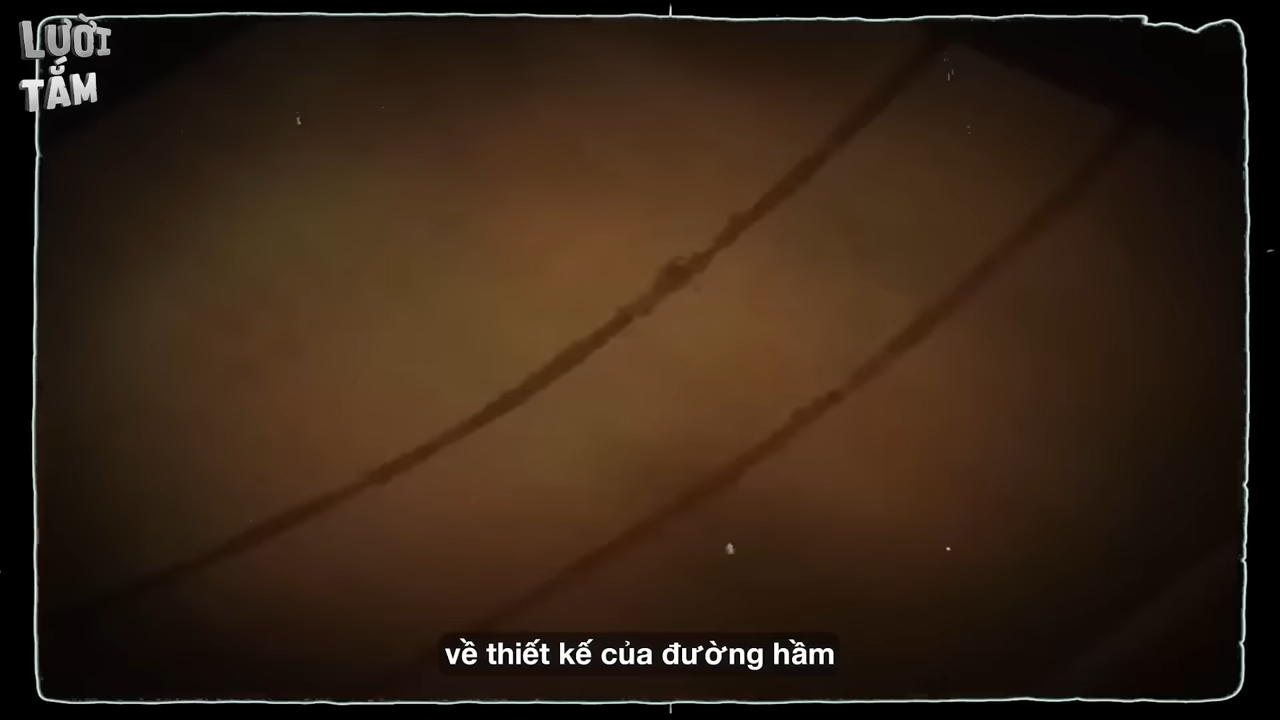 LƯỜI
TẮM
về thiết kế của đường hầm